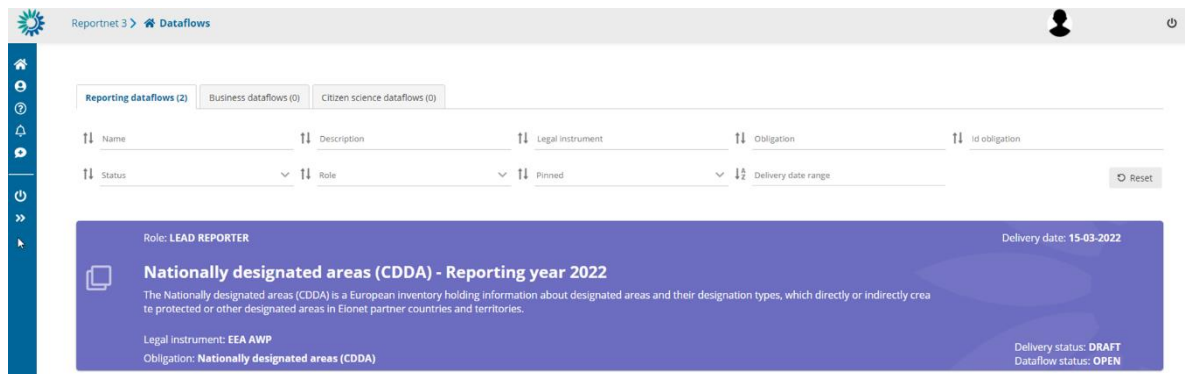 Reportnet 3 Dataflows
Reporting dataflows (2) Business dataflows (0) Citizen science dataflows (0)
Name Description Legal instrument Obligation Id obligation
Status Role Pinned Delivery date range Reset
Role: LEAD REPORTER Delivery date: 15-03-2022
Nationally designated areas (CDDA) - Reporting year 2022
The Nationally designated areas (CDDA) is a European inventory holding information about designated areas and their designation types, which directly or indirectly crea
te protected or other designated areas in Eionet partner countries and territories.
Legal instrument: EEA AWP
Delivery status: DRAFT
Obligation: Nationally designated areas (CDDA)
Dataflow status: OPEN